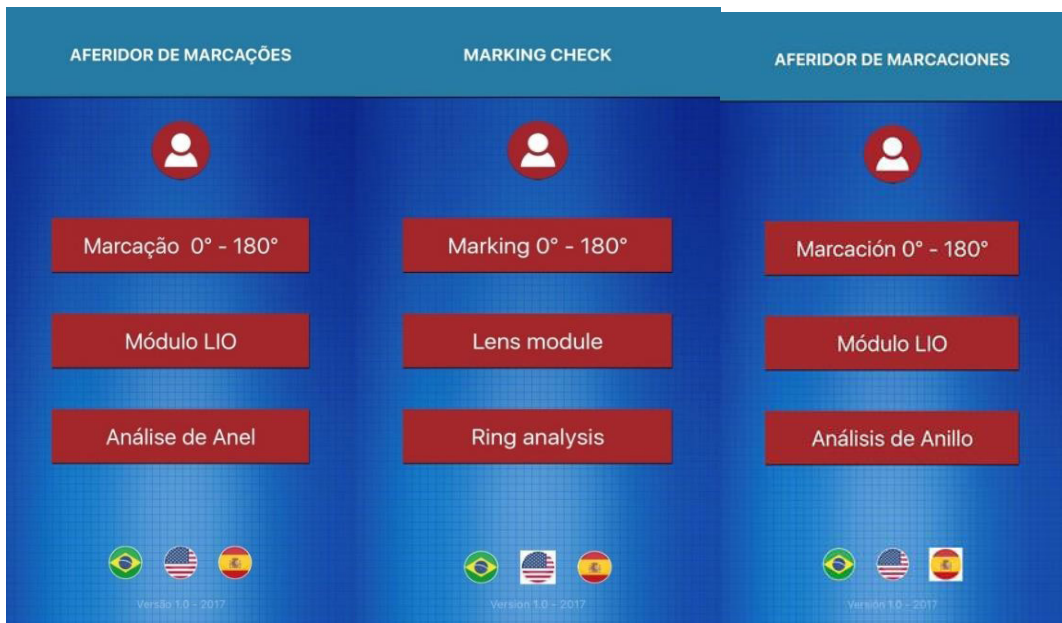 AFERIDOR DE MARCAÇÕES
Marcação 0° - 180°
Módulo LIO
Análise de Anel
Versão 1.0 - 2017
MARKING CHECK
Marking 0° - 180°
Lens module
Ring analysis
Version 1.0 - 2017
AFERIDOR DE MARCACIONES
Marcación 0° - 180°
Módulo LIO
Análisis de Anillo
Versión 1.0 - 2017